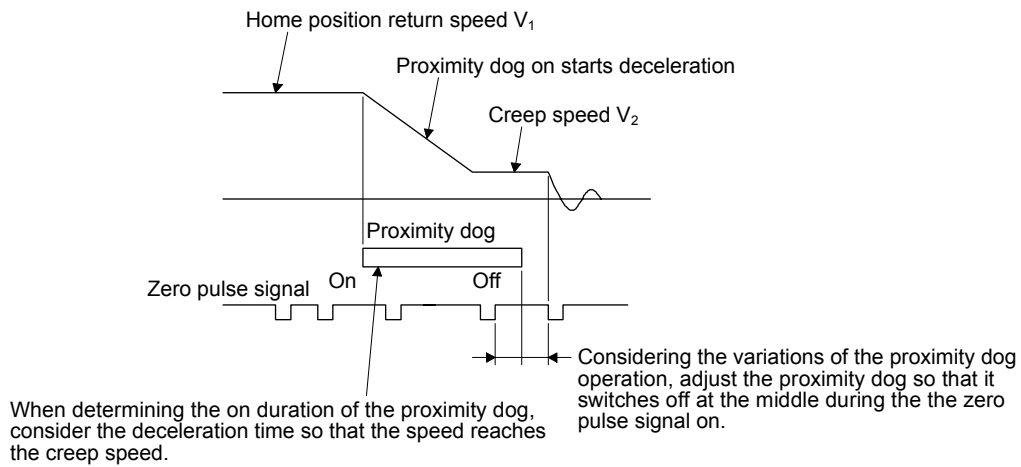 Home position return speed V₁
Proximity dog on starts deceleration
Creep speed V₂
Proximity dog
On
Off
Zero pulse signal
Considering the variations of the proximity dog
operation, adjust the proximity dog so that it
switches off at the middle during the the zero
pulse signal on.
When determining the on duration of the proximity dog,
consider the deceleration time so that the speed reaches
the creep speed.